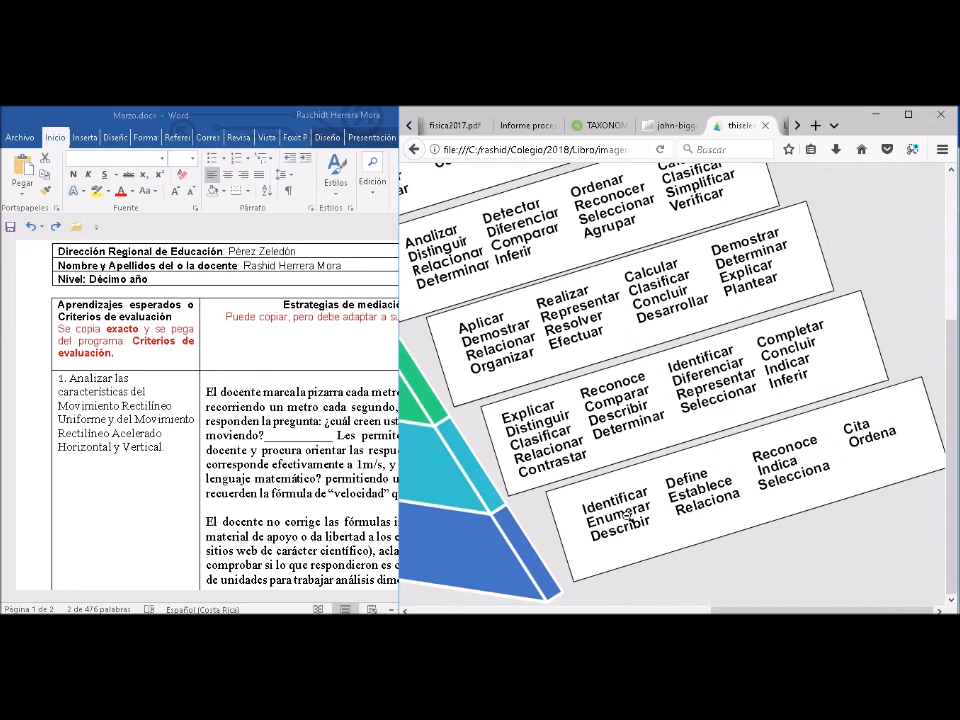 Marzo.docx - Word
Raschidt Herrera Mora
Archivo
Inicio
Inserta
Diseñc
Format
Referei
Corres
Revisa
Vista
Foxit P
Diseño
Presentación
Pegar
Estilos
Edición
Portapapeles
Fuente
Párrafo
Estilos
Dirección Regional de Educación: Pérez Zeledón
Nombre y Apellidos del o la docente: Rashid Herrera Mora
Nivel: Décimo año
Aprendizajes esperados o
Criterios de evaluación
Se copia exacto y se pega
del programa: Criterios de
evaluación.
Estrategias de mediació
Puede copiar, pero debe adaptar a su
1. Analizar las
características del
Movimiento Rectilíneo
Uniforme y del Movimiento
Rectilíneo Acelerado
Horizontal y Vertical.
El docente marca la pizarra cada met
recorriendo un metro cada segundo,
responden la pregunta: ¿cuál creen ust
moviendo?____________ Les permite
docente y procura orientar las respue
corresponde efectivamente a 1m/s, y
lenguaje matemático? permitiendo u
recuerden la fórmula de “velocidad” q
El docente no corrige las fórmulas i
material de apoyo o da libertad a los e
sitios web de carácter científico), acla
comprobar si lo que respondieron es c
de unidades para trabajar análisis dime
Página 1 de 2
2 de 476 palabras
Español (Costa Rica)
fisica2017.pdf
Informe proces
TAXONOM
john-bigg
thiseler
file:///C:/rashid/Colegio/2018/Libro/imagen
Buscar
Analizar
Distinguir
Relacionar
Determinar
Detectar
Diferenciar
Comparar
Inferir
Ordenar
Reconocer
Seleccionar
Agrupar
Clasificar
Simplificar
Verificar
Aplicar
Demostrar
Relacionar
Organizar
Realizar
Representar
Resolver
Efectuar
Calcular
Clasificar
Concluir
Desarrollar
Demostrar
Determinar
Explicar
Plantear
Explicar
Distinguir
Clasificar
Relacionar
Contrastar
Reconoce
Comparar
Describir
Determinar
Identificar
Diferenciar
Representar
Seleccionar
Completar
Concluir
Indicar
Inferir
Identificar
Enumerar
Describir
Define
Establece
Relaciona
Reconoce
Indica
Selecciona
Cita
Ordena